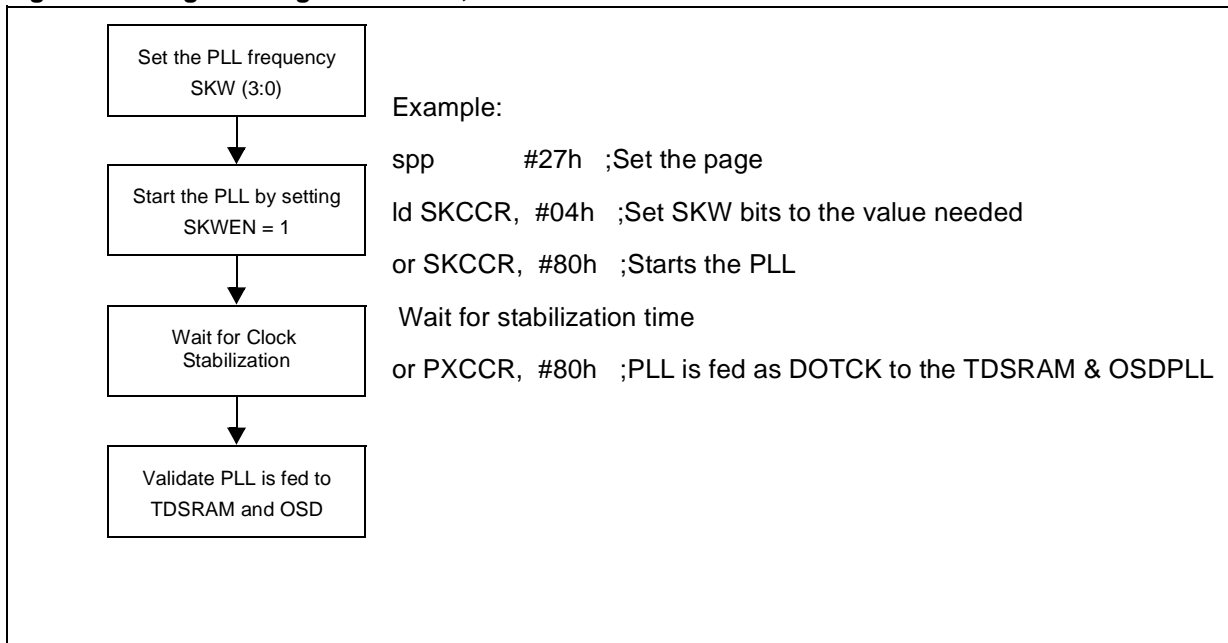 Set the PLL frequency
SKW (3:0)
Start the PLL by setting
SKWEN = 1
Wait for Clock
Stabilization
Validate PLL is fed to
TDSRAM and OSD
Example:
spp #27h ;Set the page
ld SKCCR, #04h ;Set SKW bits to the value needed
or SKCCR, #80h ;Starts the PLL
Wait for stabilization time
or PXCCR, #80h ;PLL is fed as DOTCK to the TDSRAM & OSDPLL